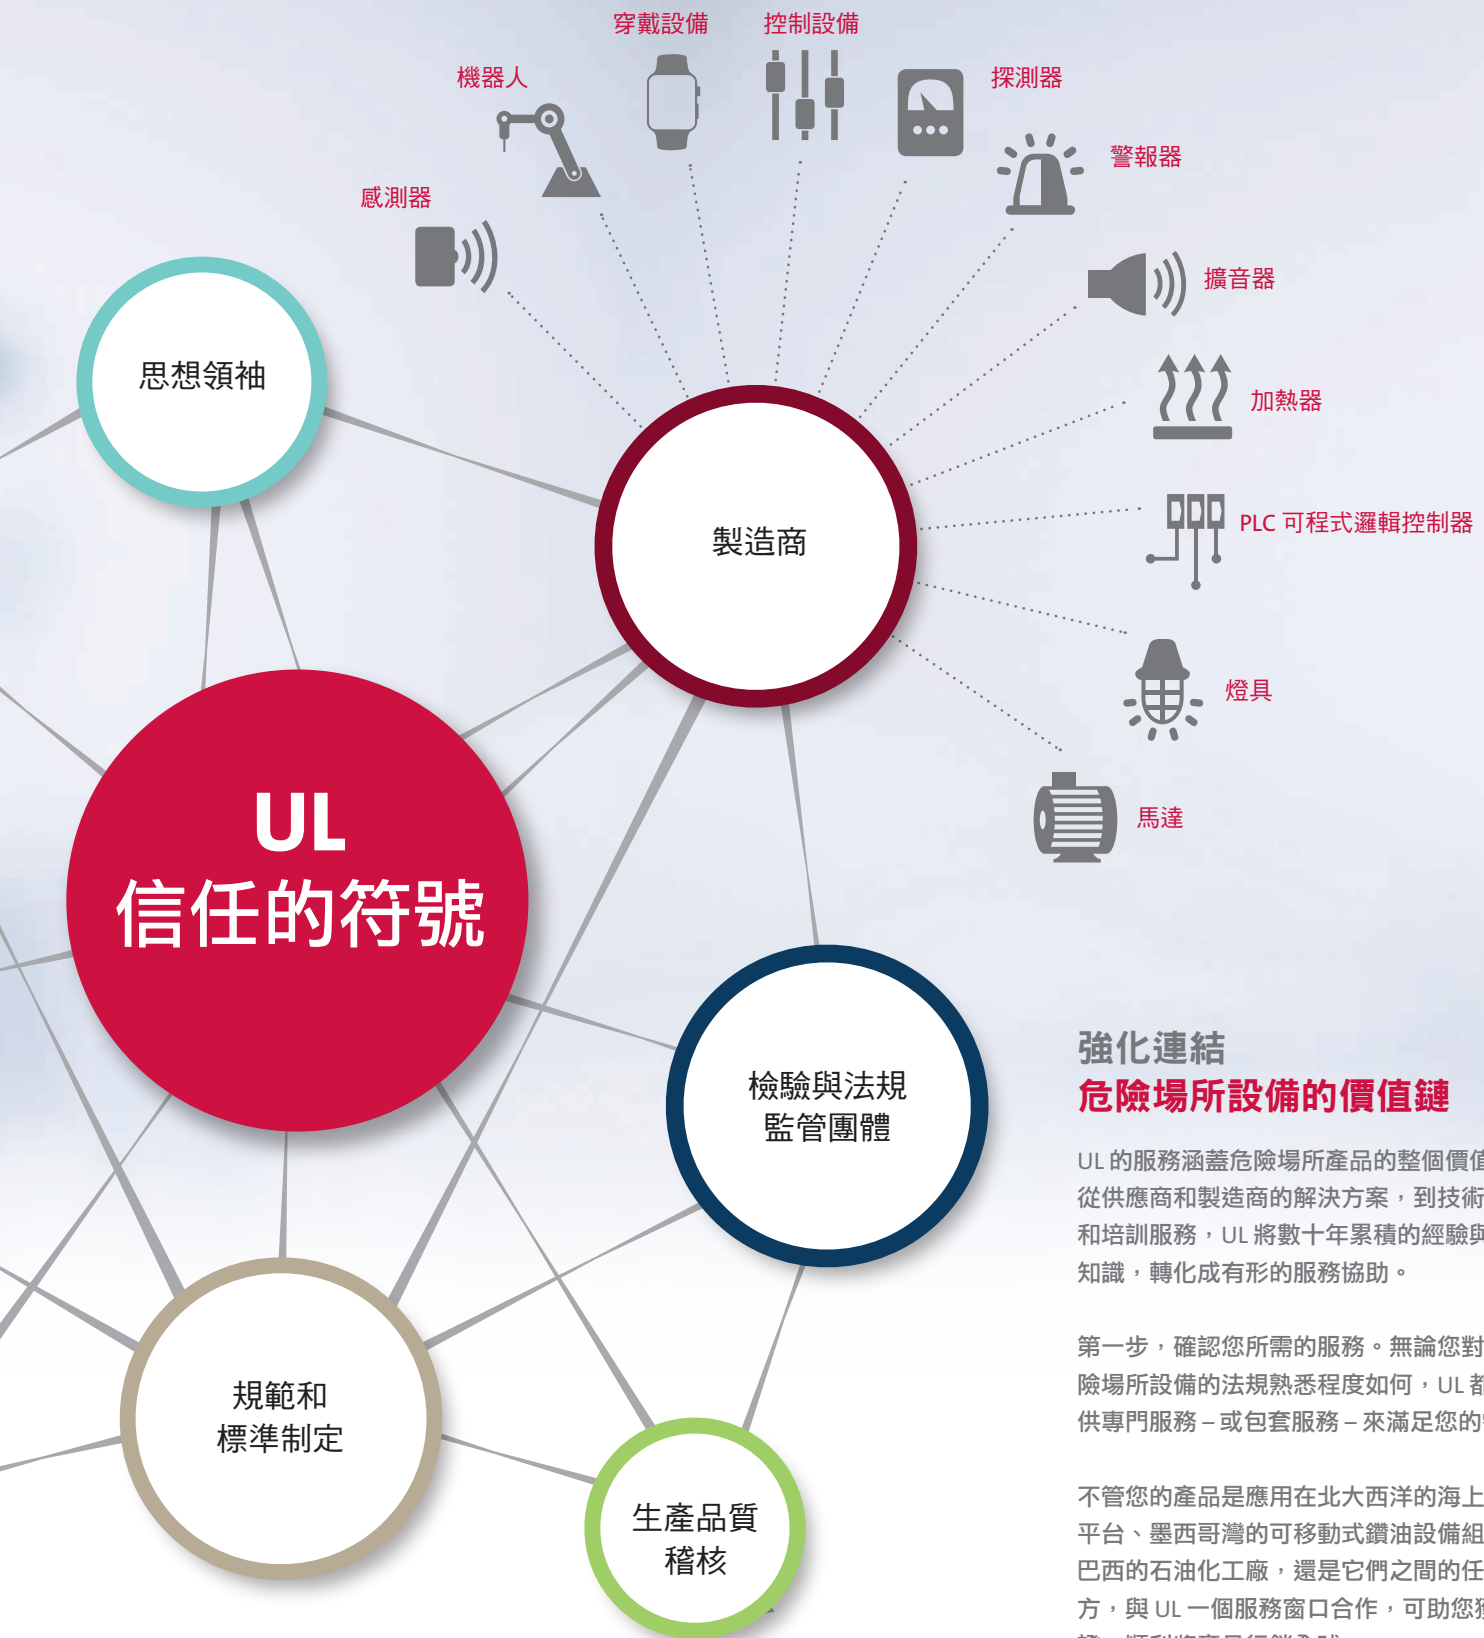 穿戴設備
控制設備
機器人
探測器
警報器
感測器
擴音器
思想領袖
加熱器
PLC 可程式邏輯控制器
製造商
燈具
UL
信任的符號
馬達
檢驗與法規
監管團體
強化連結
危險場所設備的價值鏈
UL 的服務涵蓋危險場所產品的整個價值
從供應商和製造商的解決方案，到技術
和培訓服務，UL 將數十年累積的經驗與
知識，轉化成有形的服務協助。
第一步，確認您所需的服務。無論您對
險場所設備的法規熟悉程度如何，UL 都
供專門服務 – 或包套服務 – 來滿足您的
不管您的產品是應用在北大西洋的海上
平台、墨西哥灣的可移動式鑽油設備組
巴西的石油化工廠，還是它們之間的任
方，與 UL 一個服務窗口合作，可助您獲
規範和
標準制定
生產品質
稽核